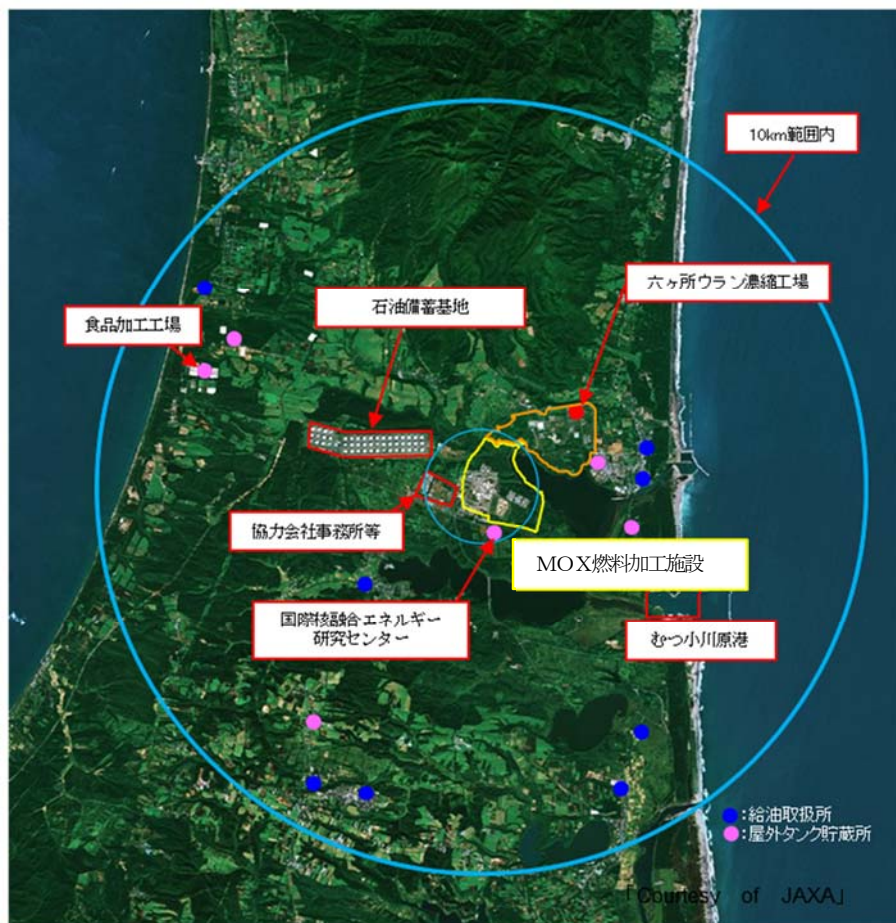 10km範囲内
六ヶ所ウラン濃縮工場
石油備蓄基地
食品加工工場
協力会社事務所等
MOX燃料加工施設
国際核融合エネルギー
研究センター
むつ小川原港
:給油取扱所
:屋外タンク貯蔵所
「Courtesy of JAXA」